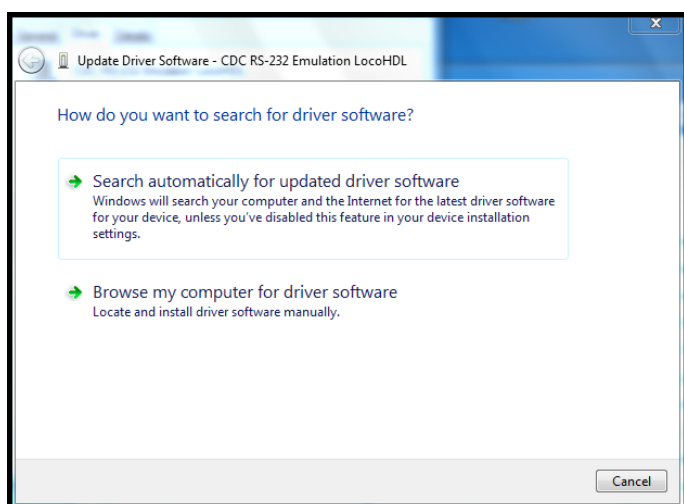 Update Driver Software - CDC RS-232 Emulation LocoHDL
How do you want to search for driver software?
Search automatically for updated driver software
Windows will search your computer and the Internet for the latest driver software
for your device, unless you've disabled this feature in your device installation
settings.
Browse my computer for driver software
Locate and install driver software manually.
Cancel